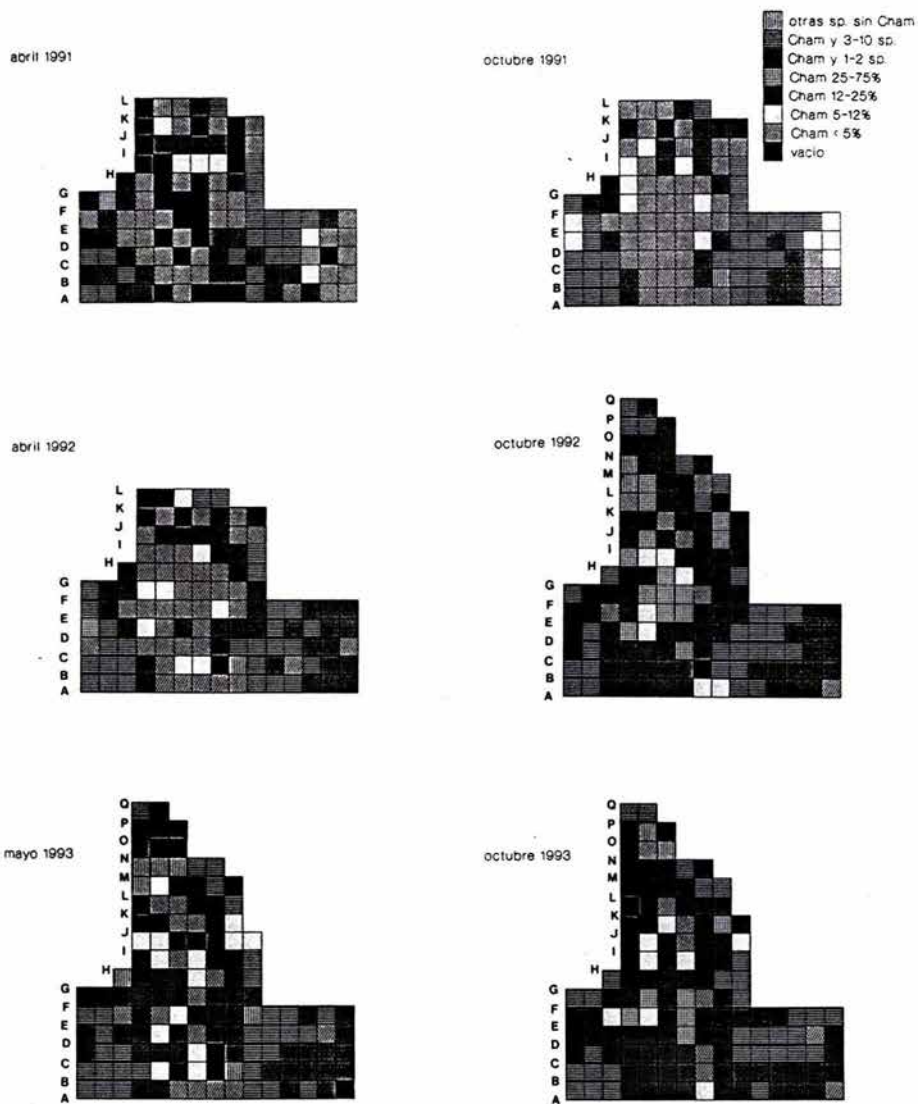 otras sp. sin Cham
Cham y 3-10 sp.
Cham y 1-2 sp.
Cham 25-75%
Cham 12-25%
Cham 5-12%
Cham < 5%
vacio
abril 1991
L
K
J
I
H
G
F
E
D
C
B
A
octubre 1991
L
K
J
I
H
G
F
E
D
C
B
A
abril 1992
L
K
J
I
H
G
F
E
D
C
B
A
octubre 1992
Q
P
O
N
M
L
K
J
I
H
G
F
E
D
C
B
A
mayo 1993
Q
P
O
N
M
L
K
J
I
H
G
F
E
D
C
B
A
octubre 1993
Q
P
O
N
M
L
K
J
I
H
G
F
E
D
C
B
A